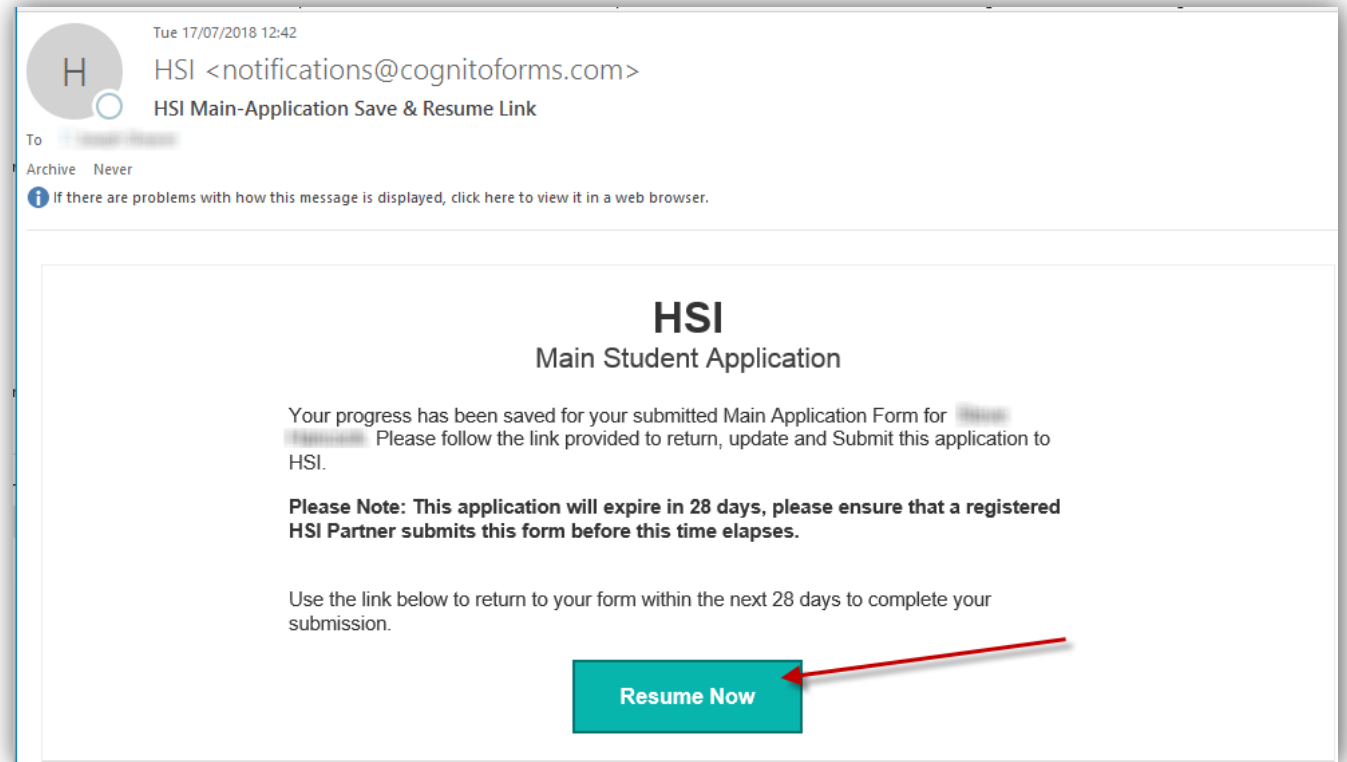 Tue 17/07/2018 12:42
H
HSI <notifications@cognitoforms.com>
HSI Main-Application Save & Resume Link
To
Archive Never
i If there are problems with how this message is displayed, click here to view it in a web browser.
HSI
Main Student Application
Your progress has been saved for your submitted Main Application Form for
Please follow the link provided to return, update and Submit this application to
HSI.
Please Note: This application will expire in 28 days, please ensure that a registered
HSI Partner submits this form before this time elapses.
Use the link below to return to your form within the next 28 days to complete your
submission.
Resume Now